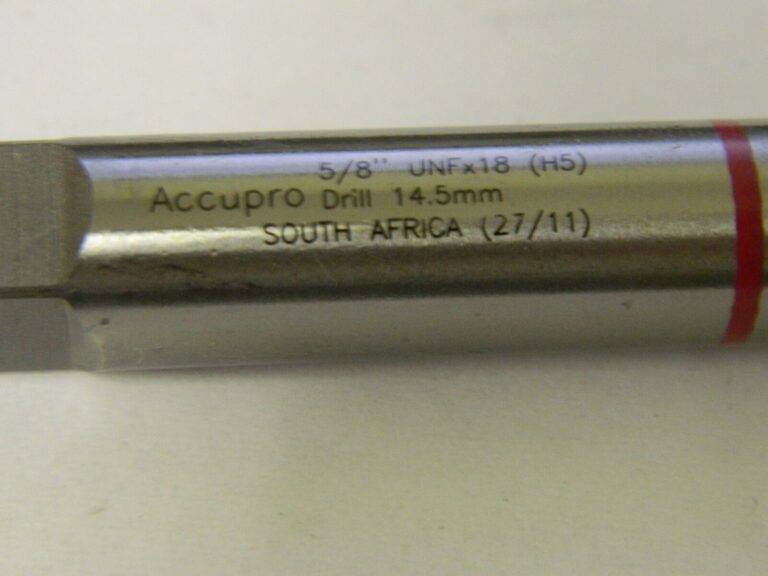 5/8" UNFx18 (H5)
Accupro Drill 14.5mm
SOUTH AFRICA (27/11)